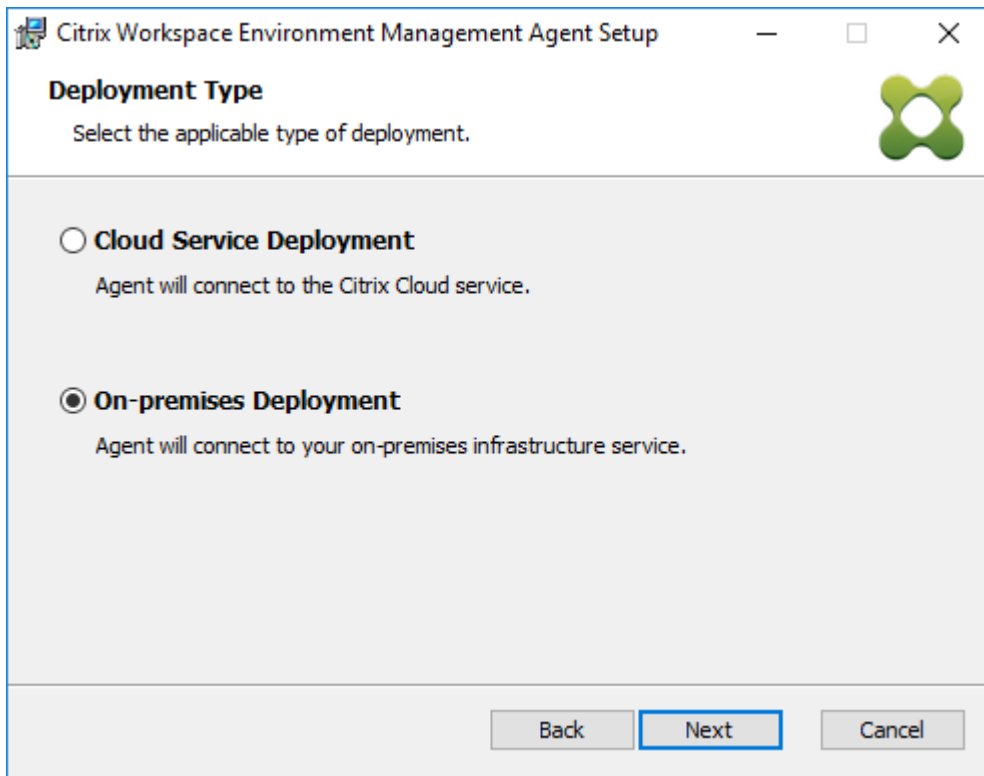 Citrix Workspace Environment Management Agent Setup
Deployment Type
Select the applicable type of deployment.
Cloud Service Deployment
Agent will connect to the Citrix Cloud service.
On-premises Deployment
Agent will connect to your on-premises infrastructure service.
Back Next Cancel